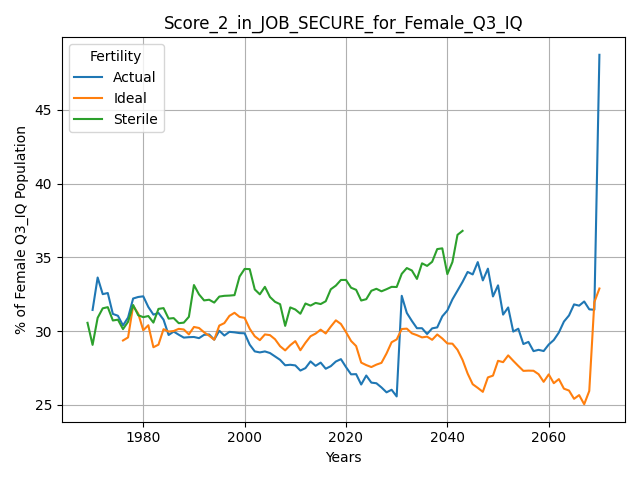 Score_2_in_JOB_SECURE_for_Female_Q3_IQ
Fertility
Actual
Ideal
Sterile
% of Female Q3_IQ Population
45
40
35
30
25
1980
2000
2020
2040
2060
Years